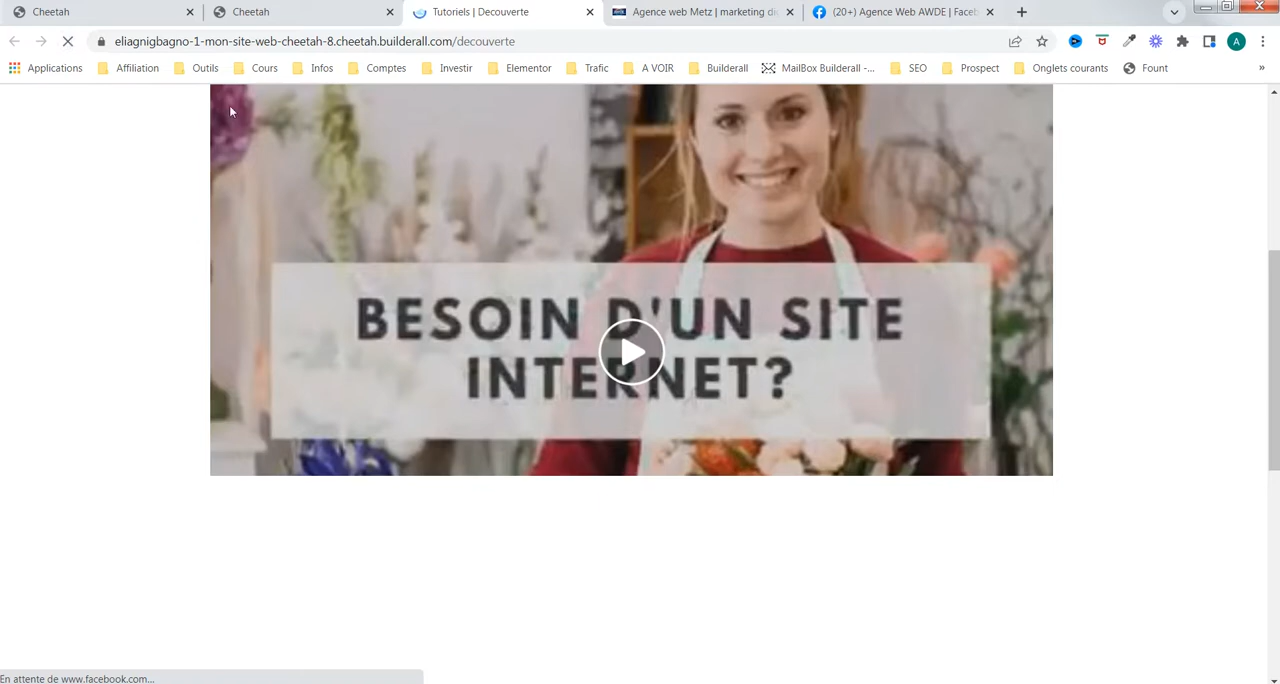 Cheetah
Cheetah
Tutoriels | Decouverte
Agence web Metz | marketing di
(20+) Agence Web AWDE | Faceb
eliagnigbagno-1-mon-site-web-cheetah-8.cheetah.builderall.com/decouverte
A
Applications Affiliation Outils Cours Infos Comptes Investir Elementor Trafic A VOIR Builderall MailBox Builderall -... SEO Prospect Onglets courants Fount »
BESOIN D'UN SITE
INTERNET?
En attente de www.facebook.com...